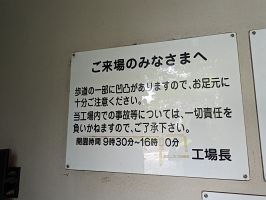 ご来場のみなさまへ
歩道の一部に凹凸がありますので、お足元に
十分ご注意ください。
当工場内での事故等については、一切責任を
負いかねますので、ご了承下さい。
開園時間 9時30分~16時 0分
工場長